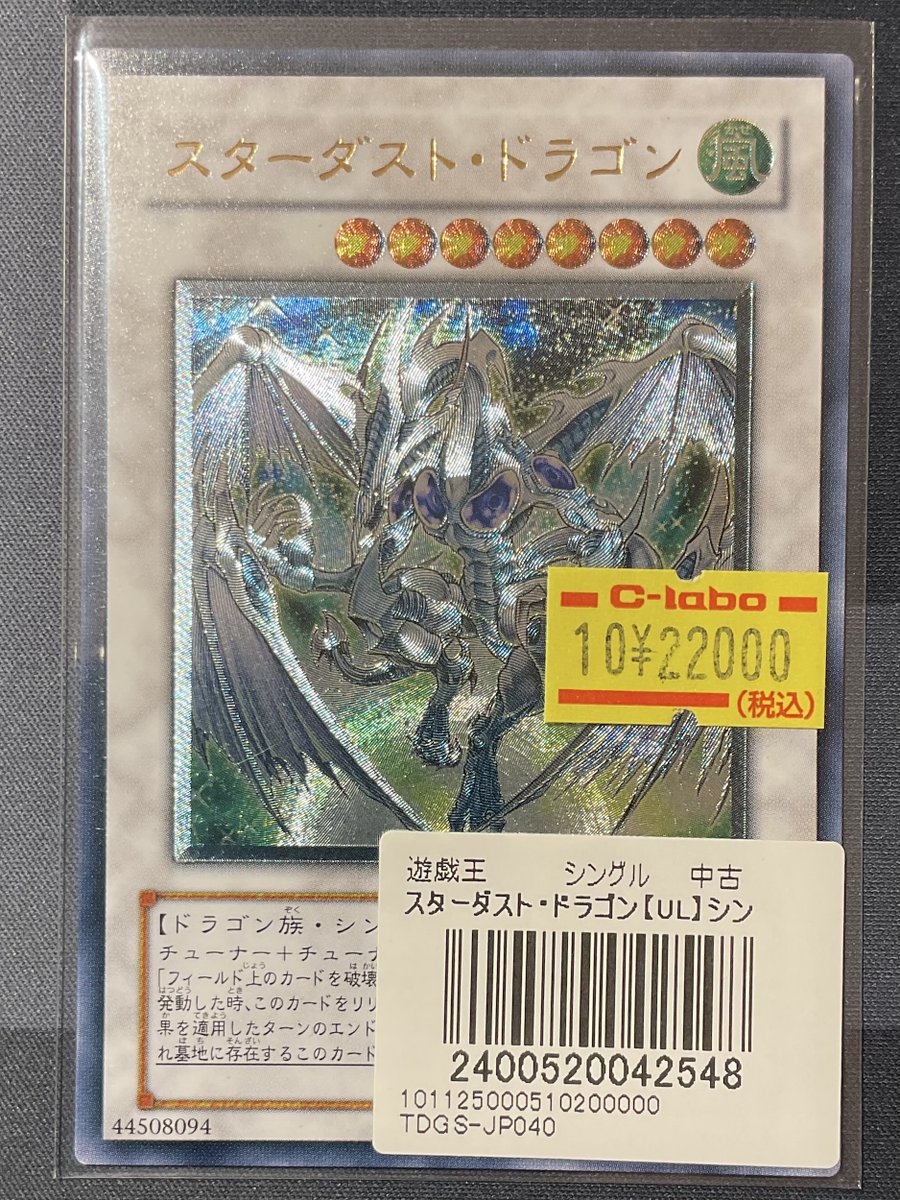 スターダスト・ドラゴン 風
C-labo
10¥22000
(税込)
遊戯王 シングル 中古
スターダスト・ドラゴン【UL】シン
2400520042548
101125000510200000
TDGS-JP040
【ドラゴン族・シン
チューナー＋チューナ
「フィールド上のカードを破壊
発動した時、このカードをリリ
果を適用したターンのエンド
れ墓地に存在するこのカード
44508094